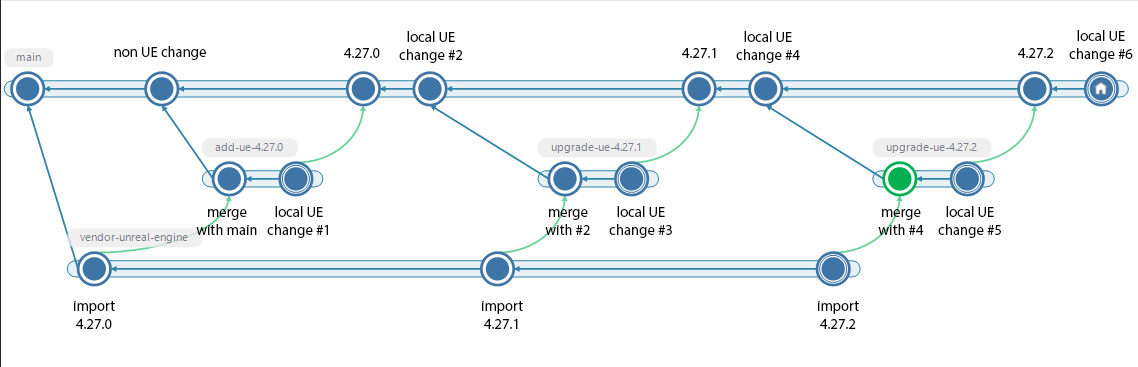 main
non UE change
4.27.0
local UE
change #2
4.27.1
local UE
change #4
4.27.2
local UE
change #6
add-ue-4.27.0
upgrade-ue-4.27.1
upgrade-ue-4.27.2
merge
with main
local UE
change #1
merge
with #2
local UE
change #3
merge
with #4
local UE
change #5
vendor-unreal-engine
import
4.27.0
import
4.27.1
import
4.27.2